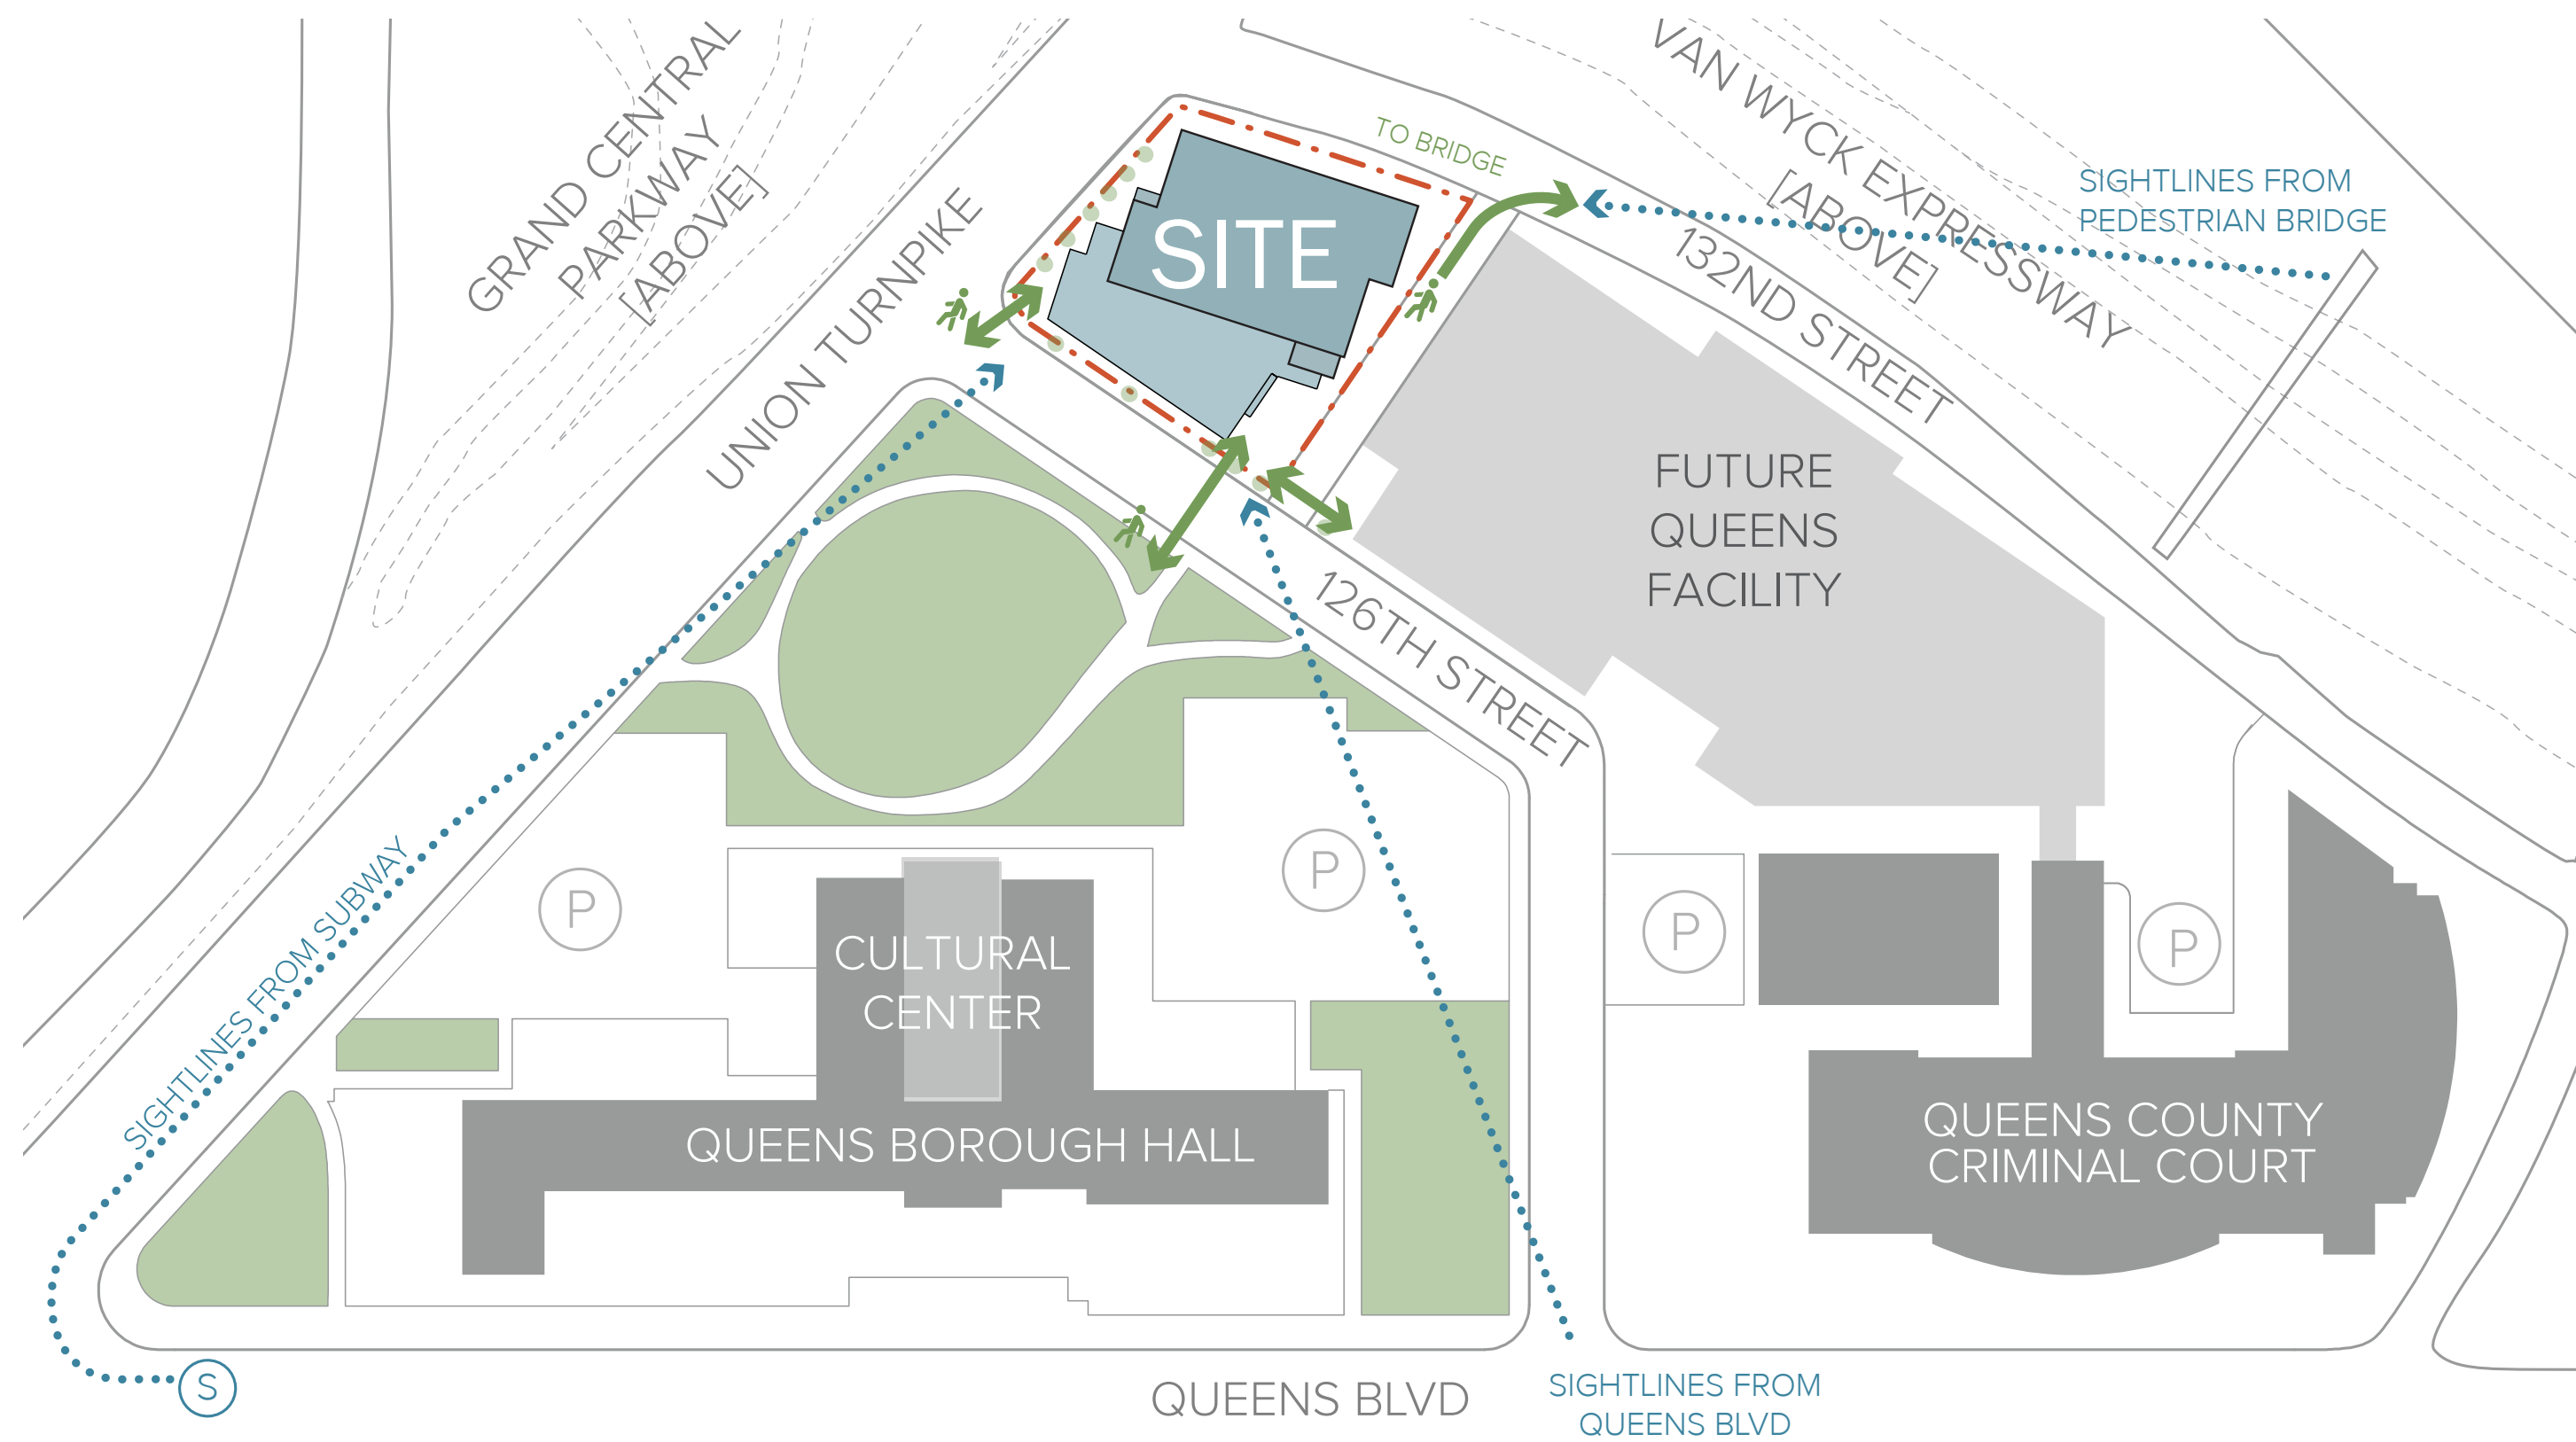 GRAND CENTRAL
PARKWAY
[ABOVE]
UNION TURNPIKE
SITE
TO BRIDGE
VAN WYCK EXPRESSWAY
[ABOVE]
SIGHTLINES FROM
PEDESTRIAN BRIDGE
132ND STREET
FUTURE
QUEENS
FACILITY
126TH STREET
SIGHTLINES FROM SUBWAY
P
P
P
P
CULTURAL
CENTER
QUEENS BOROUGH HALL
QUEENS COUNTY
CRIMINAL COURT
S
QUEENS BLVD
SIGHTLINES FROM
QUEENS BLVD